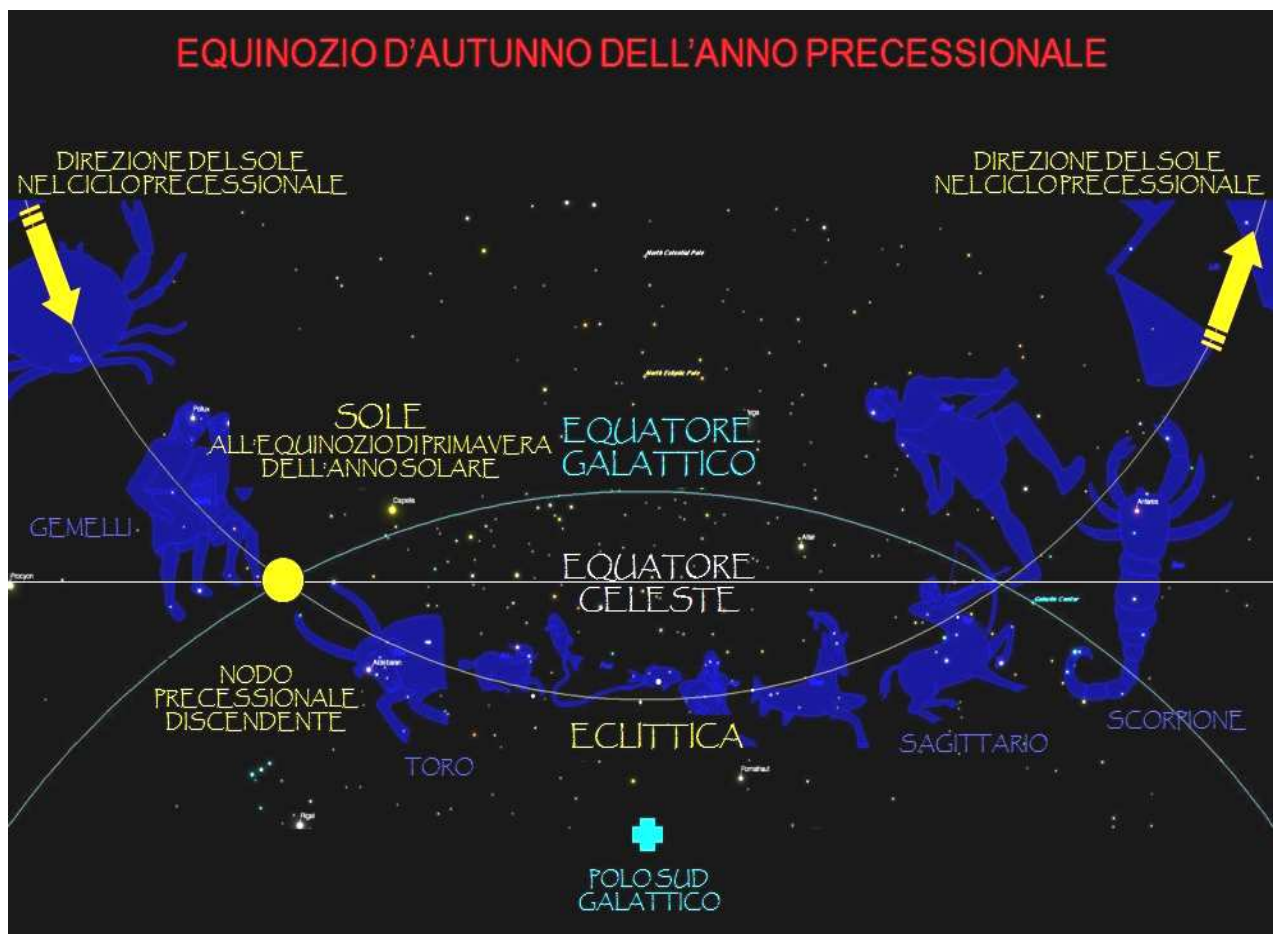 EQUINOZIO D'AUTUNNO DELL'ANNO PRECESSIONALE
DIREZIONE DEL SOLE
NEL CICLO PRECESSIONALE
DIREZIONE DEL SOLE
NEL CICLO PRECESSIONALE
North Celestial Pole
North Ecliptic Pole
Pollux
SOLE
ALL'EQUINOZIO DI PRIMAVERA
DELL'ANNO SOLARE
EQUATORE
GALATTICO
Capella
Antares
GEMELLI
Altair
Procyon
EQUATORE
CELESTE
Galactic Center
Aldebaran
NODO
PRECESSIONALE
DISCENDENTE
TORO
ECLITTICA
SAGITTARIO
SCORPIONE
Fomalhaut
Rigel
POLO SUD
GALATTICO